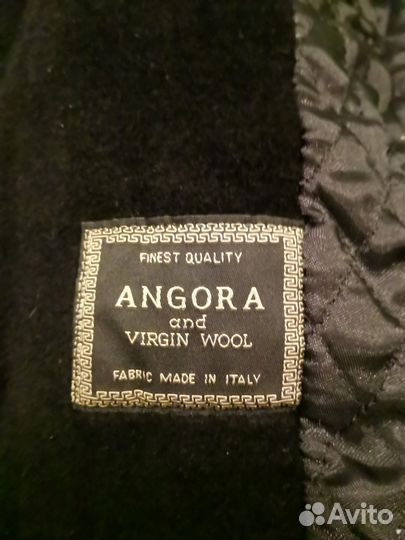 FINEST QUALITY
ANGORA
and
VIRGIN WOOL
FABRIC MADE IN ITALY
Avito